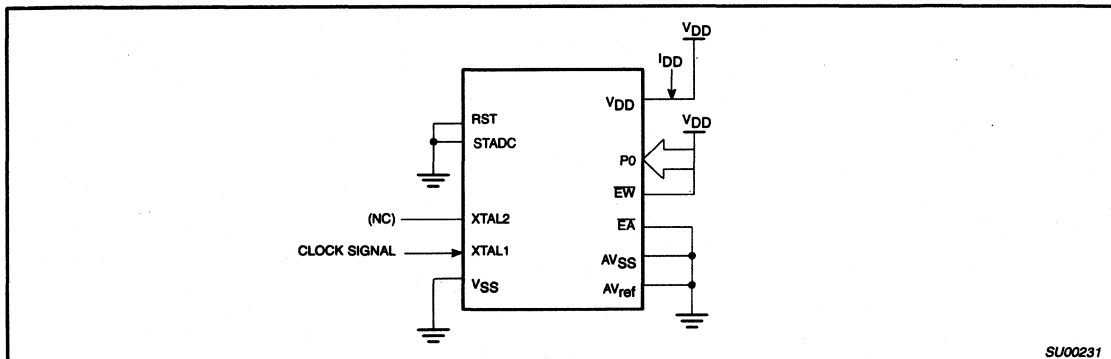 VDD
IDD
VDD
RST
STADC
VDD
P0
EW
(NC)
XTAL2
EA
CLOCK SIGNAL
XTAL1
AVSS
VSS
AVref
SU00231